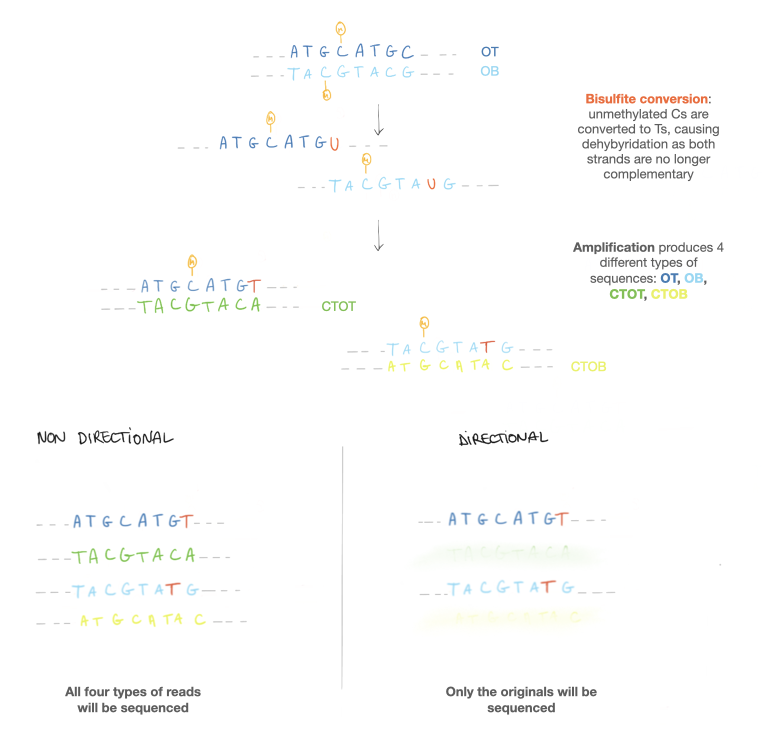 M
--- ATGCATGC --- OT
--- TACGTACG --- OB
M
Bisulfite conversion:
unmethylated Cs are
converted to Ts, causing
dehybyridation as both
strands are no longer
complementary
M
--- ATGCATGU ---
M
--- TACGTAUG ---
Amplification produces 4
different types of
sequences: OT, OB,
CTOT, CTOB
M
--- ATGCATGT ---
--- TACGTACA --- CTOT
M
--- TACGTATG ---
--- ATGCATAC --- CTOB
NON DIRECTIONAL
--- ATGCATGT ---
--- TACGTACA ---
--- TACGTATG ---
--- ATGCATAC ---
All four types of reads
will be sequenced
DIRECTIONAL
--- ATGCATGT ---
TACGTACA
--- TACGTATG ---
ATGCATAC
Only the originals will be
sequenced